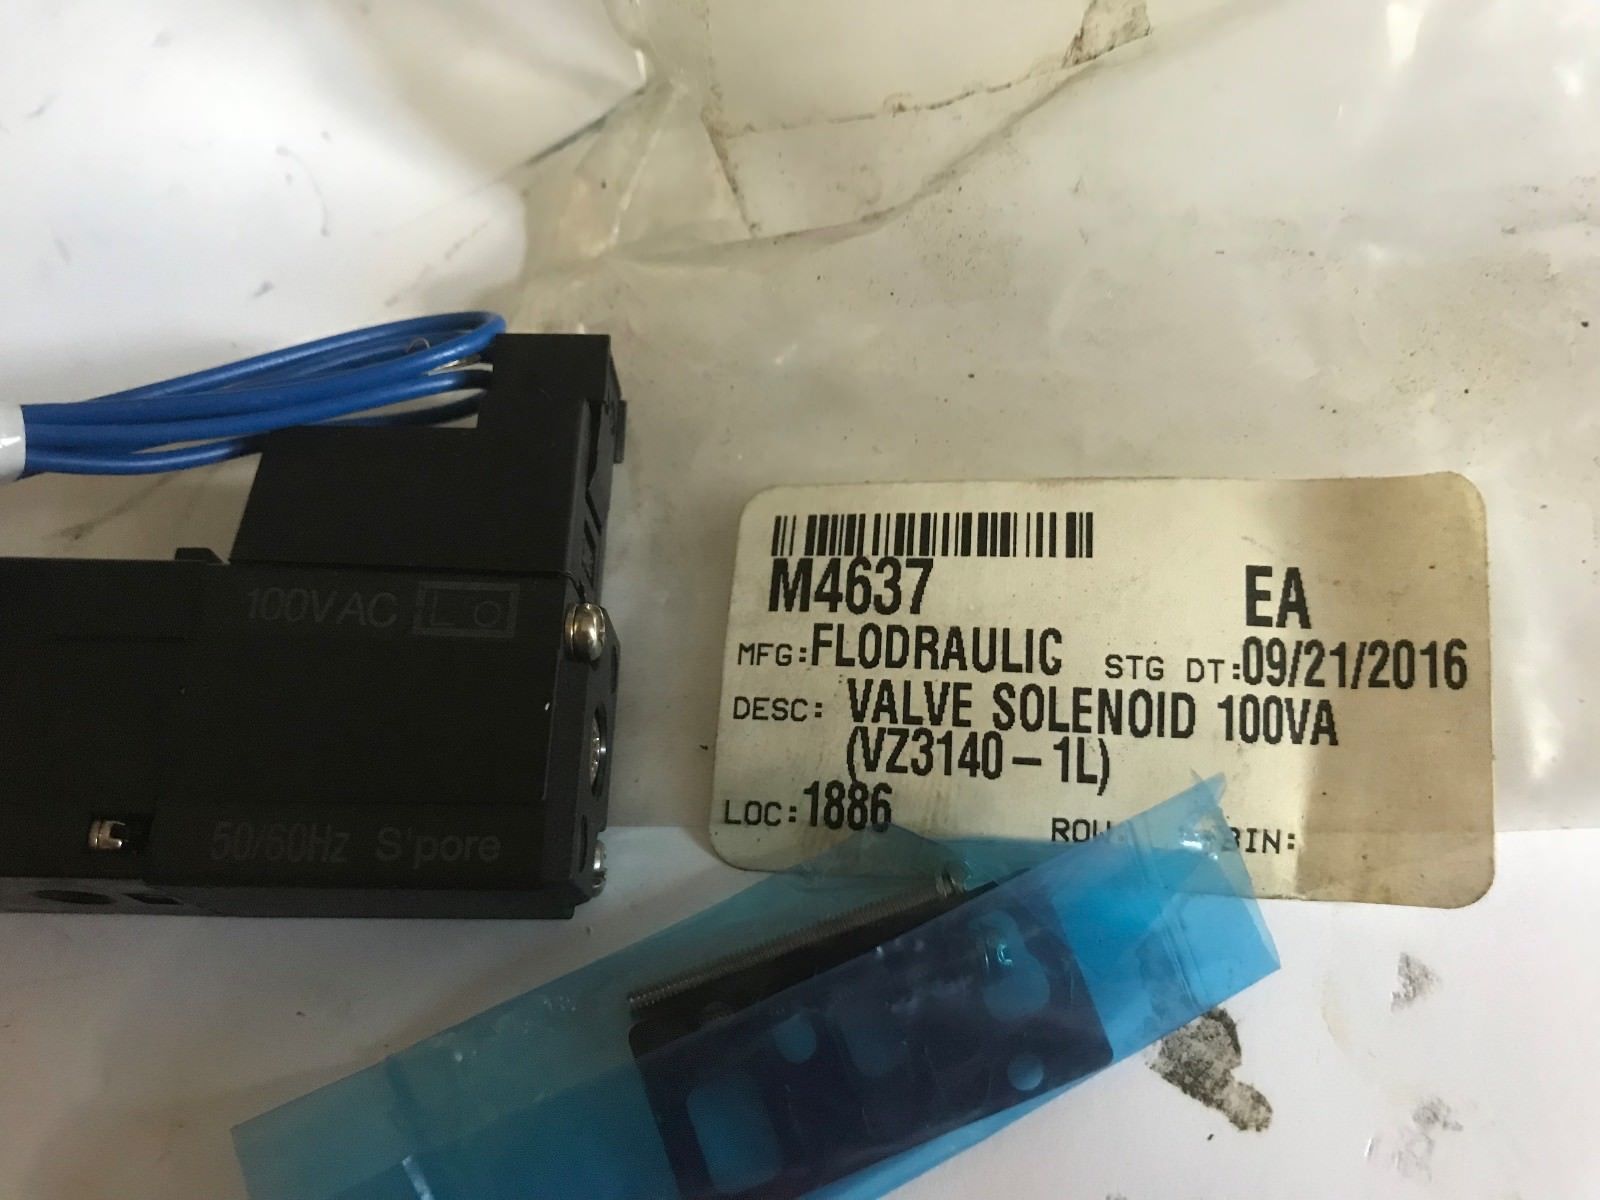 100VAC L
50/60Hz S'pore
M4637 EA
MFG:FLODRAULIC STG DT:09/21/2016
DESC: VALVE SOLENOID 100VA
(VZ3140-1L)
LOC:1886 ROW: BIN: